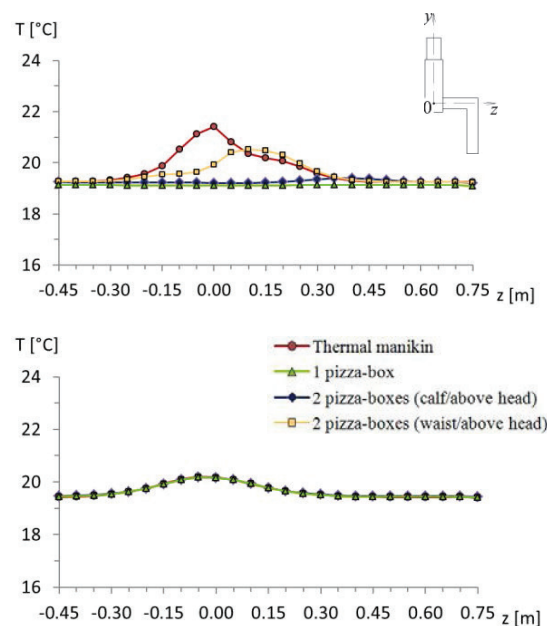 T [°C]
24
22
20
18
16
-0.45 -0.30 -0.15 0.00 0.15 0.30 0.45 0.60 0.75
z [m]
y
0
z
T [°C]
24
22
20
18
16
Thermal manikin
1 pizza-box
2 pizza-boxes (calf/above head)
2 pizza-boxes (waist/above head)
-0.45 -0.30 -0.15 0.00 0.15 0.30 0.45 0.60 0.75
z [m]